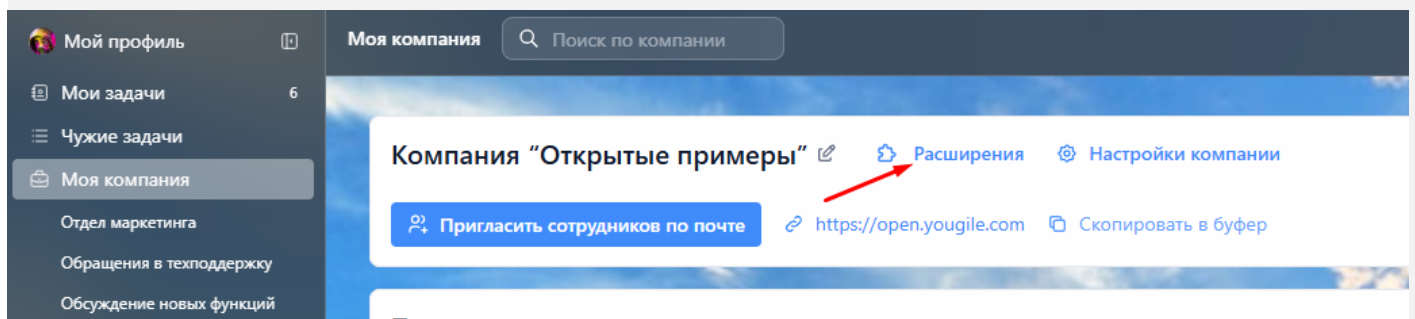 Мой профиль
Мои задачи 6
Чужие задачи
Моя компания
Отдел маркетинга
Обращения в техподдержку
Обсуждение новых функций
Моя компания Поиск по компании
Компания “Открытые примеры” Расширения Настройки компании
Пригласить сотрудников по почте https://open.yougile.com Скопировать в буфер